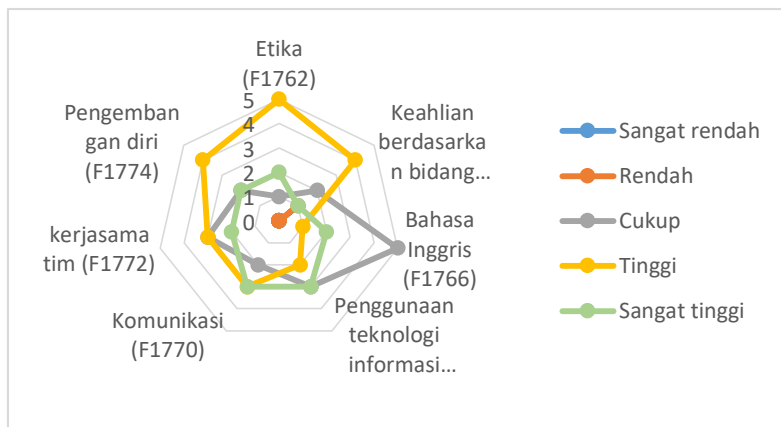 Etika
(F1762)
Keahlian
berdasarkan
n bidang...
Bahasa
Inggris
(F1766)
Penggunaan
teknologi
informasi...
Komunikasi
(F1770)
kerjasama
tim (F1772)
Pengemban
gan diri
(F1774)
5
4
3
2
1
0
Sangat rendah
Rendah
Cukup
Tinggi
Sangat tinggi